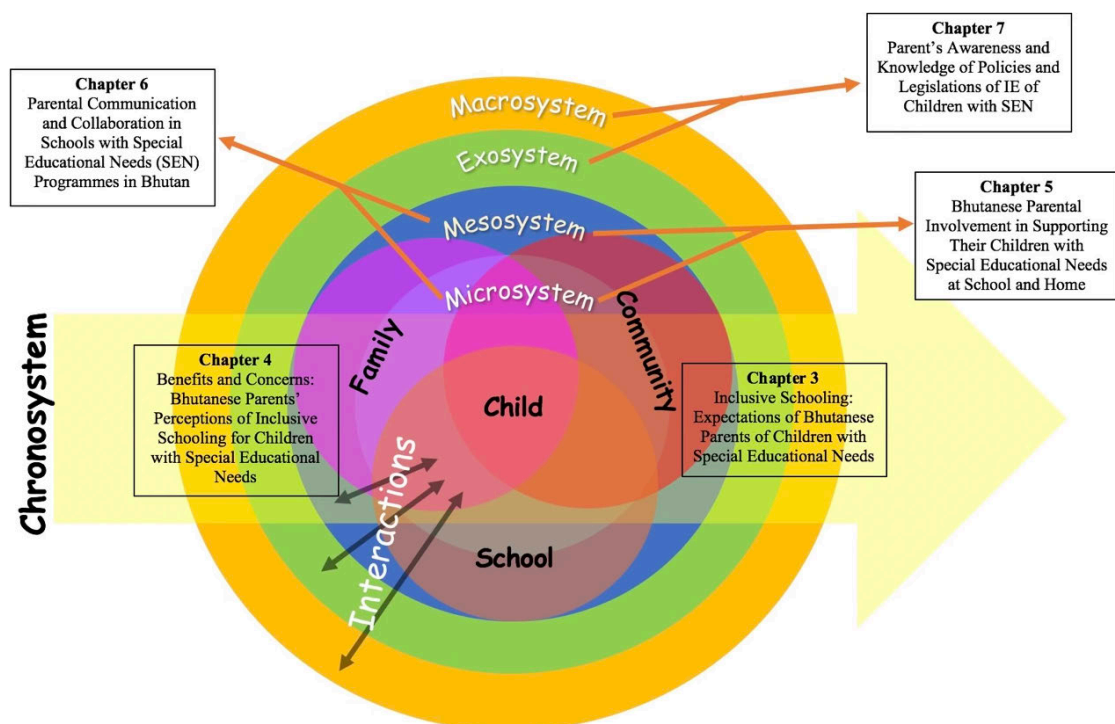 Chapter 7
Parent's Awareness and
Knowledge of Policies and
Legislations of IE of
Children with SEN
Chapter 6
Parental Communication
and Collaboration in
Schools with Special
Educational Needs (SEN)
Programmes in Bhutan
Macrosystem
Exosystem
Mesosystem
Microsystem
Chapter 5
Bhutanese Parental
Involvement in Supporting
Their Children with
Special Educational Needs
at School and Home
Chronosystem
Family
Community
Child
School
Interactions
Chapter 4
Benefits and Concerns:
Bhutanese Parents'
Perceptions of Inclusive
Schooling for Children
with Special Educational
Needs
Chapter 3
Inclusive Schooling:
Expectations of Bhutanese
Parents of Children with
Special Educational Needs